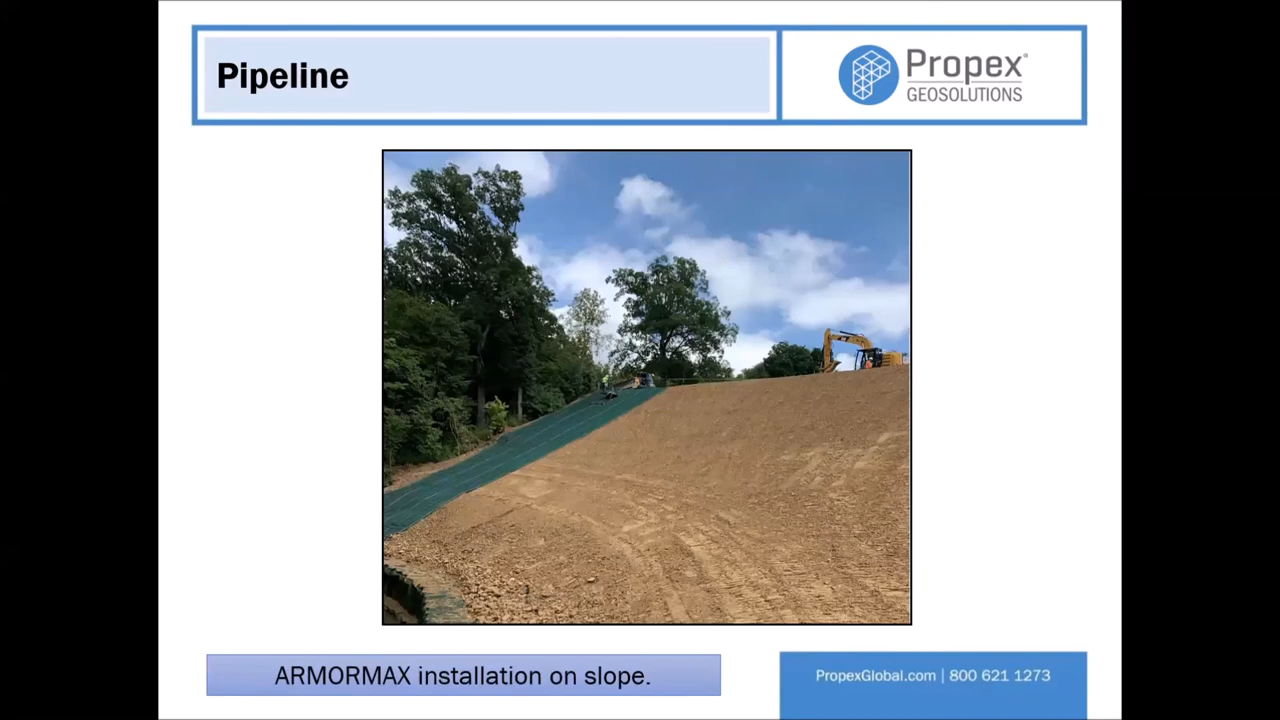 Pipeline
Propex®
GEOSOLUTIONS
ARMORMAX installation on slope.
PropexGlobal.com | 800 621 1273